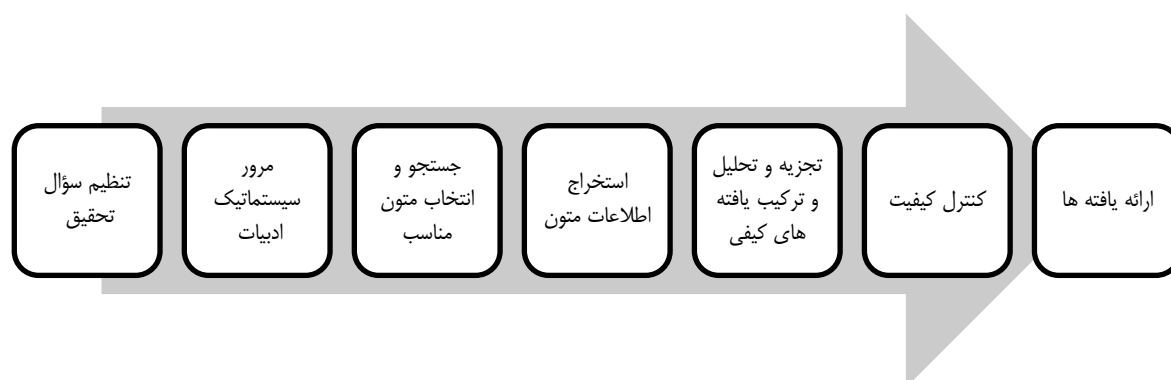 تنظیم سؤال
تحقیق
مرور
سیستماتیک
ادبیات
جستجو و
انتخاب متون
مناسب
استخراج
اطلاعات متون
تجزیه و تحلیل
و ترکیب یافته
های کیفی
کنترل کیفیت
ارائه یافته ها